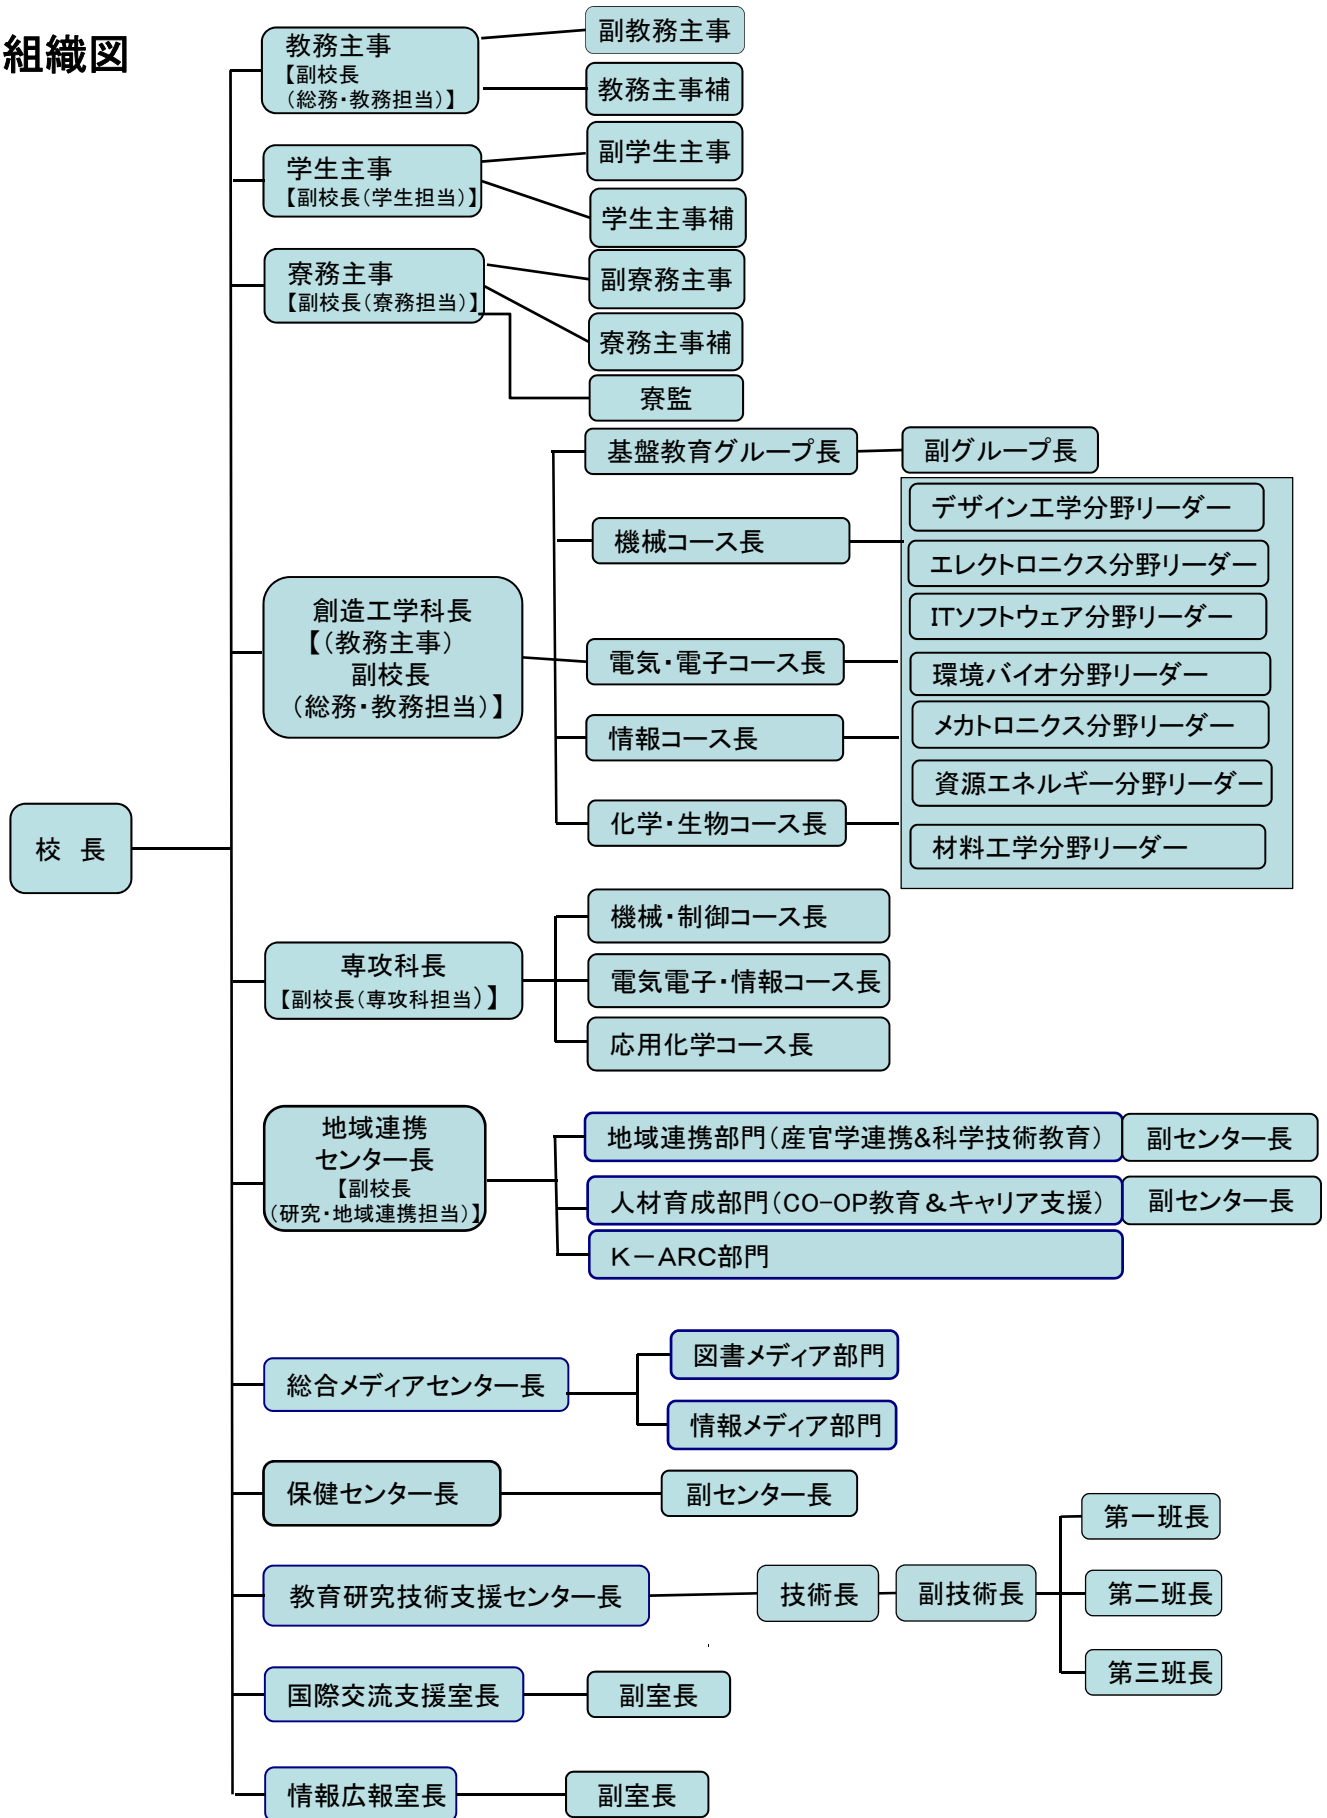 組織図
教務主事
【副校長
（総務・教務担当）】
副教務主事
教務主事補
学生主事
【副校長（学生担当）】
副学生主事
学生主事補
寮務主事
【副校長（寮務担当）】
副寮務主事
寮務主事補
寮監
創造工学科長
【（教務主事）
副校長
（総務・教務担当）】
基盤教育グループ長
副グループ長
機械コース長
電気・電子コース長
情報コース長
化学・生物コース長
デザイン工学分野リーダー
エレクトロニクス分野リーダー
ITソフトウェア分野リーダー
環境バイオ分野リーダー
メカトロニクス分野リーダー
資源エネルギー分野リーダー
材料工学分野リーダー
校 長
専攻科長
【副校長（専攻科担当）】
機械・制御コース長
電気電子・情報コース長
応用化学コース長
地域連携
センター長
【副校長
（研究・地域連携担当）】
地域連携部門（産官学連携&科学技術教育）
副センター長
人材育成部門（CO-OP教育＆キャリア支援）
副センター長
K－ARC部門
総合メディアセンター長
図書メディア部門
情報メディア部門
保健センター長
副センター長
教育研究技術支援センター長
技術長
副技術長
第一班長
第二班長
第三班長
国際交流支援室長
副室長
情報広報室長
副室長